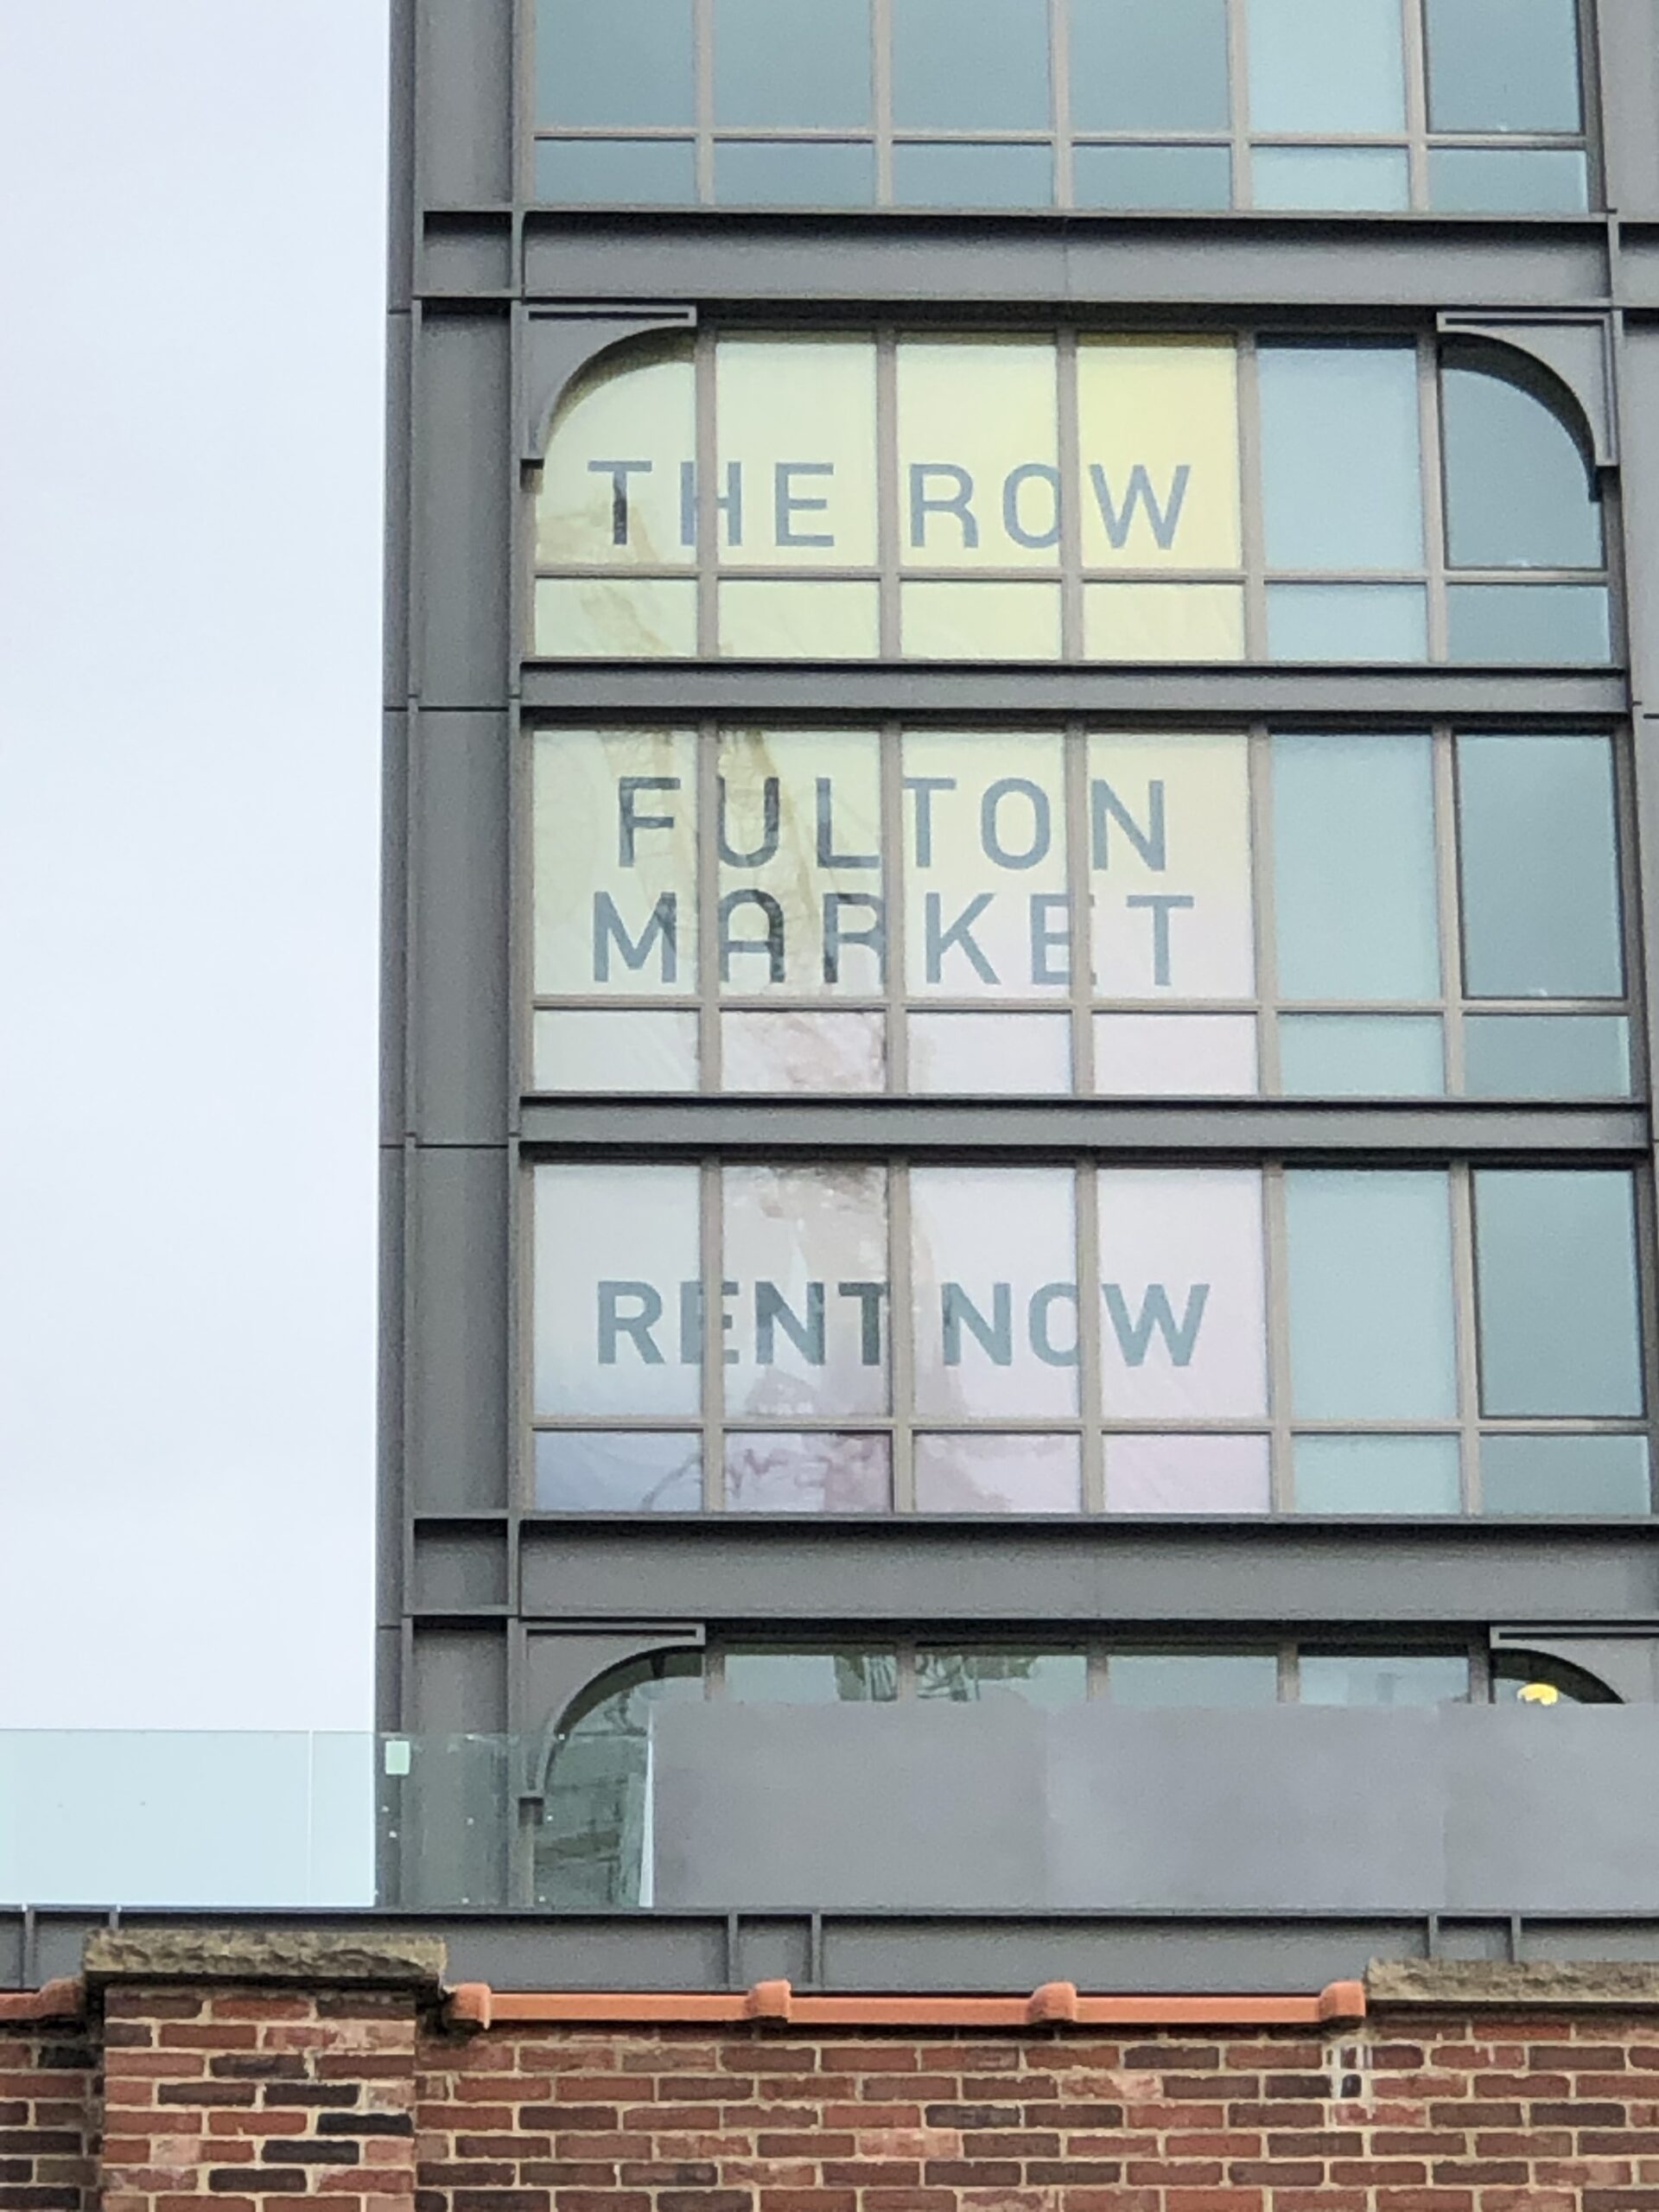 THE ROW
FULTON
MARKET
RENT NOW